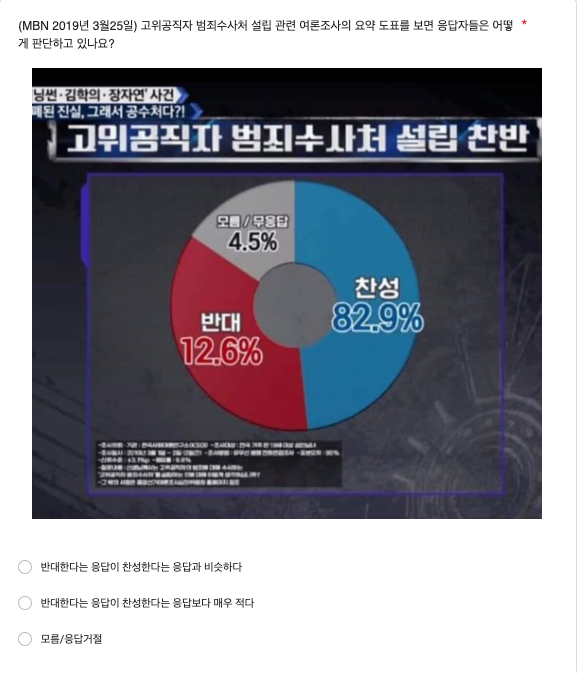 (MBN 2019년 3월25일) 고위공직자 범죄수사처 설립 관련 여론조사의 요약 도표를 보면 응답자들은 어떻 *
게 판단하고 있나요?
닝썬·김학의·장자연' 사건
폐된 진실, 그래서 공수처다?!
고위공직자 범죄수사처 설립 찬반
모름/무응답
4.5%
찬성
82.9%
반대
12.6%
반대한다는 응답이 찬성한다는 응답과 비슷하다
반대한다는 응답이 찬성한다는 응답보다 매우 적다
모름/응답거절